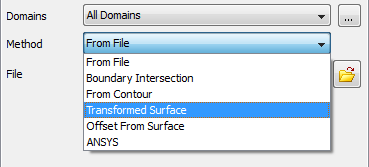 Domains All Domains ...
Method From File
File
From File
Boundary Intersection
From Contour
Transformed Surface
Offset From Surface
ANSYS